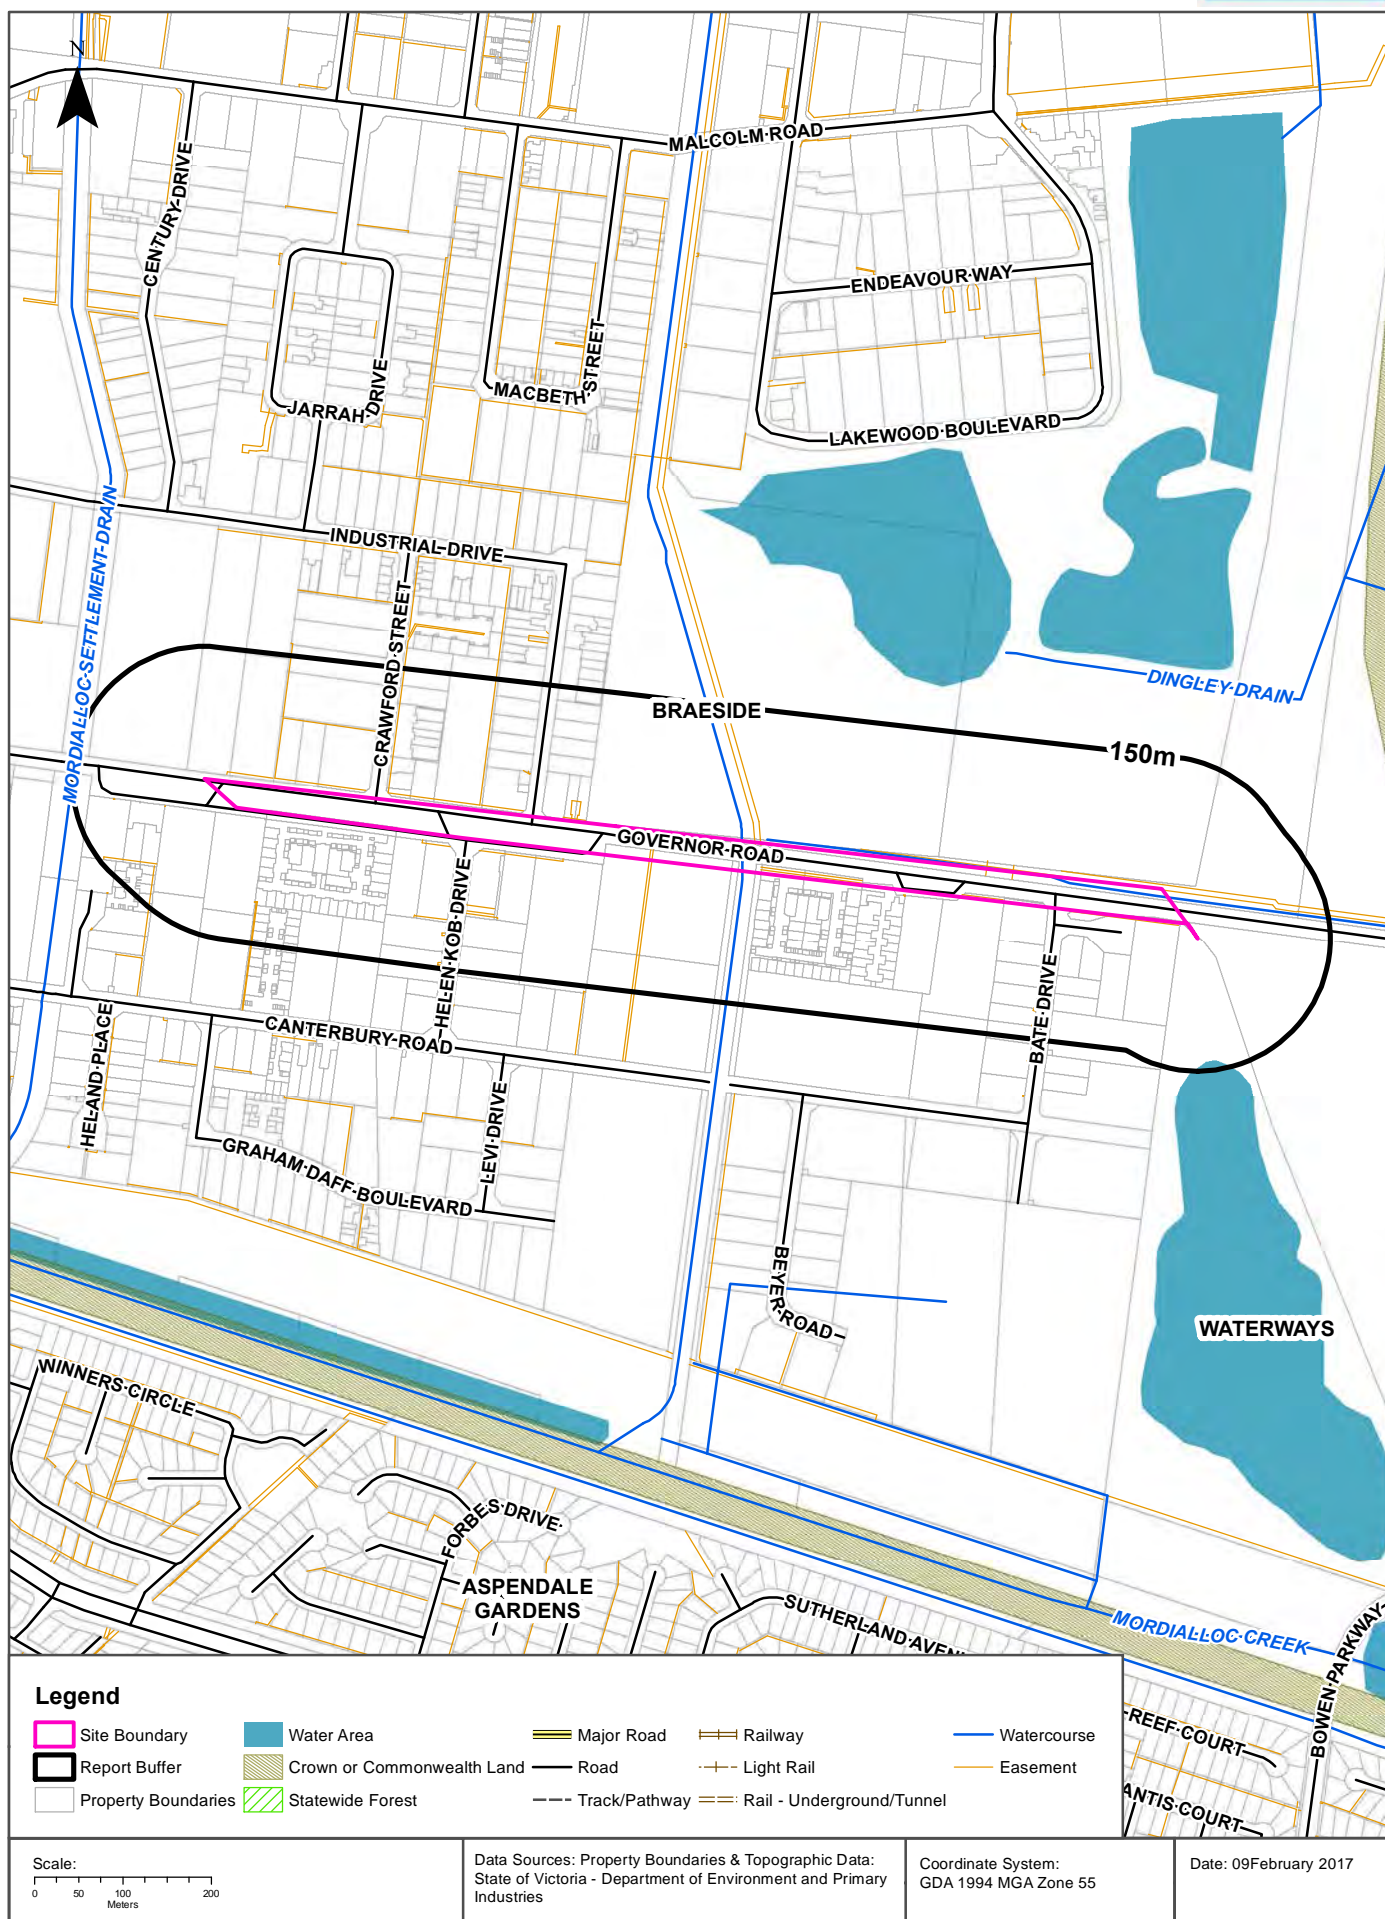 N
MALCOLM ROAD
CENTURY DRIVE
ENDEAVOUR WAY
MACBETH STREET
JARRAH DRIVE
LAKEWOOD BOULEVARD
MORDIALLOC SETTLEMENT DRAIN
INDUSTRIAL DRIVE
CRAWFORD STREET
DINGLEY DRAIN
BRAESIDE
150m
GOVERNOR ROAD
HELEN KOB DRIVE
BATE DRIVE
HELAND PLACE
CANTERBURY ROAD
LEVI DRIVE
GRAHAM DAFF BOULEVARD
BEYER ROAD
WATERWAYS
WINNERS CIRCLE
FORBES DRIVE
ASPENDALE
GARDENS
SUTHERLAND AVEN
MORDIALLOC CREEK
BOWEN PARKWAY
REEF COURT
ANTIS COURT
Legend
Site Boundary
Report Buffer
Property Boundaries
Water Area
Crown or Commonwealth Land
Statewide Forest
Major Road
Road
Track/Pathway
Railway
Light Rail
Rail - Underground/Tunnel
Watercourse
Easement
Scale:
0 50 100 200
Meters
Data Sources: Property Boundaries & Topographic Data:
State of Victoria - Department of Environment and Primary
Industries
Coordinate System:
GDA 1994 MGA Zone 55
Date: 09February 2017